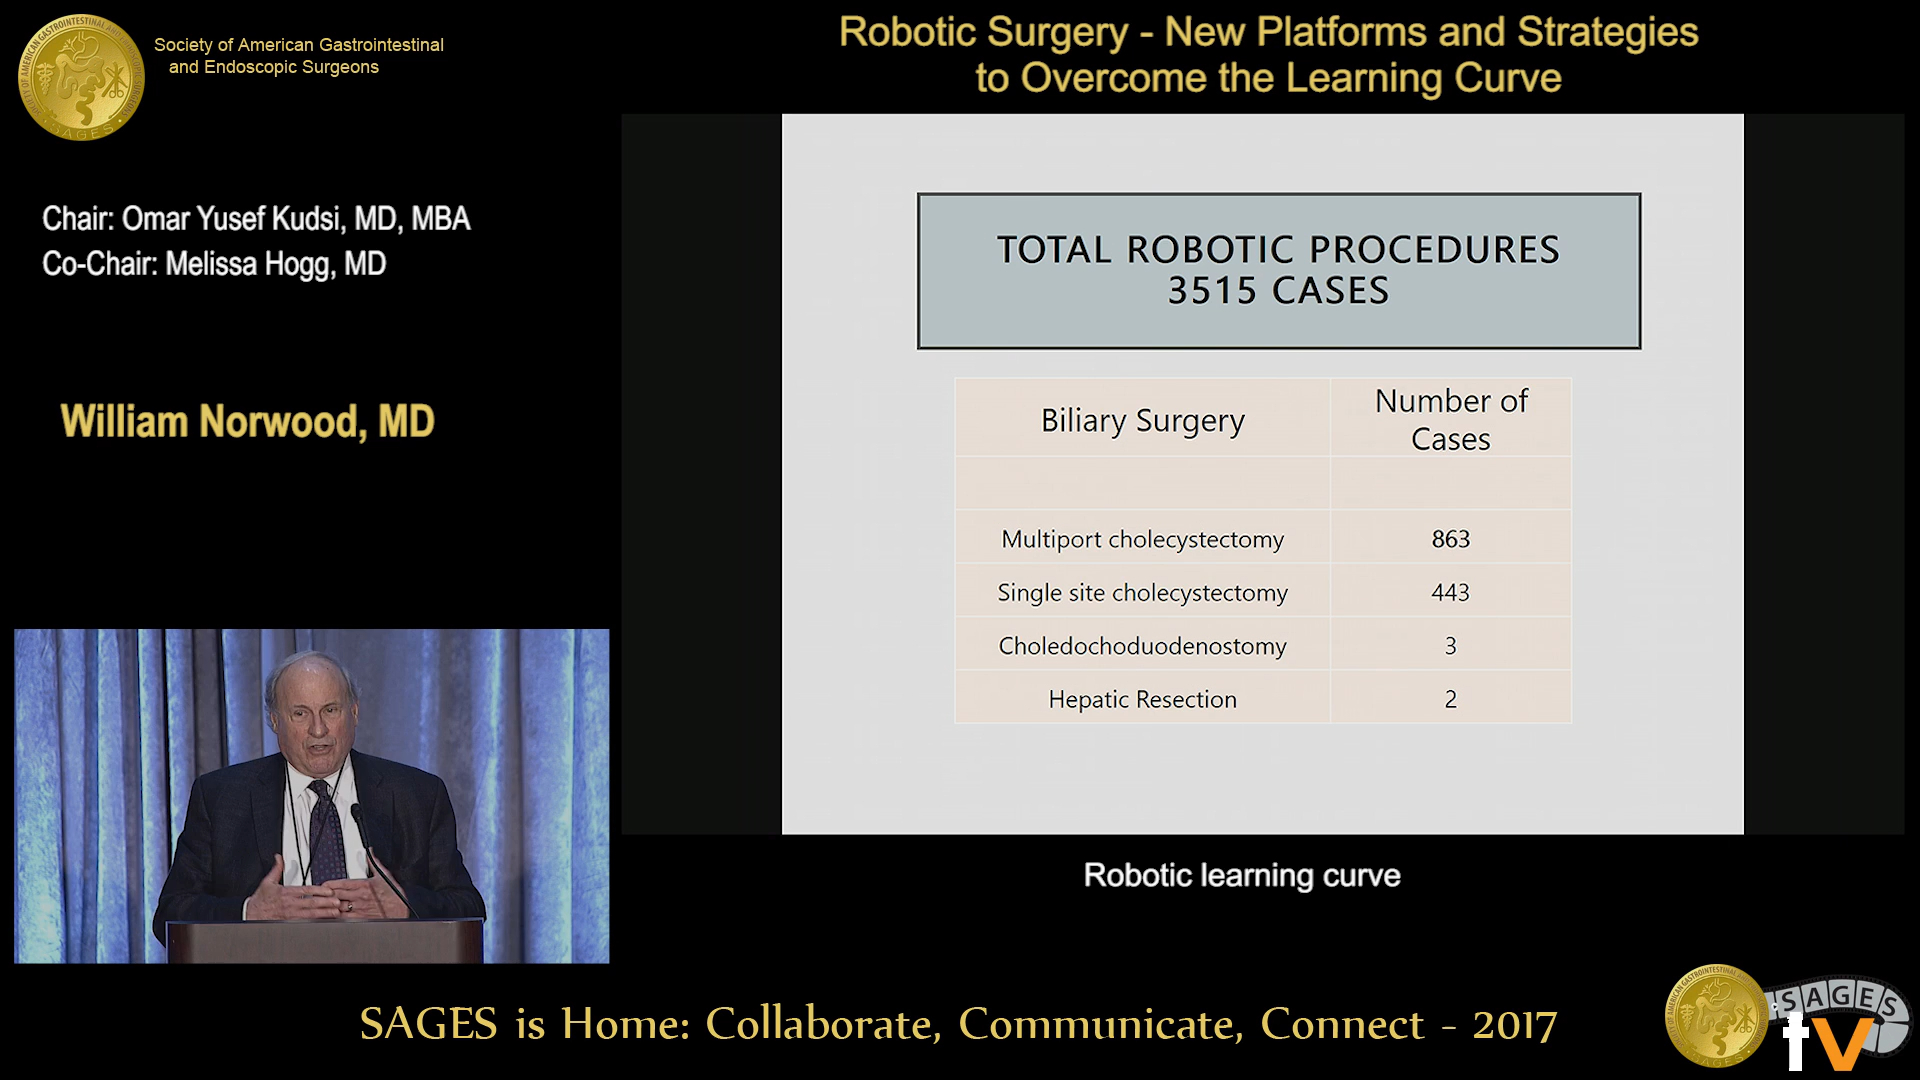 Society of American Gastrointestinal
and Endoscopic Surgeons
Robotic Surgery - New Platforms and Strategies
to Overcome the Learning Curve
Chair: Omar Yusef Kudsi, MD, MBA
Co-Chair: Melissa Hogg, MD
William Norwood, MD
TOTAL ROBOTIC PROCEDURES
3515 CASES
Biliary Surgery
Number of
Cases
Multiport cholecystectomy 863
Single site cholecystectomy 443
Choledochoduodenostomy 3
Hepatic Resection 2
Robotic learning curve
SAGES is Home: Collaborate, Communicate, Connect - 2017
SAGES
tv
SAGES